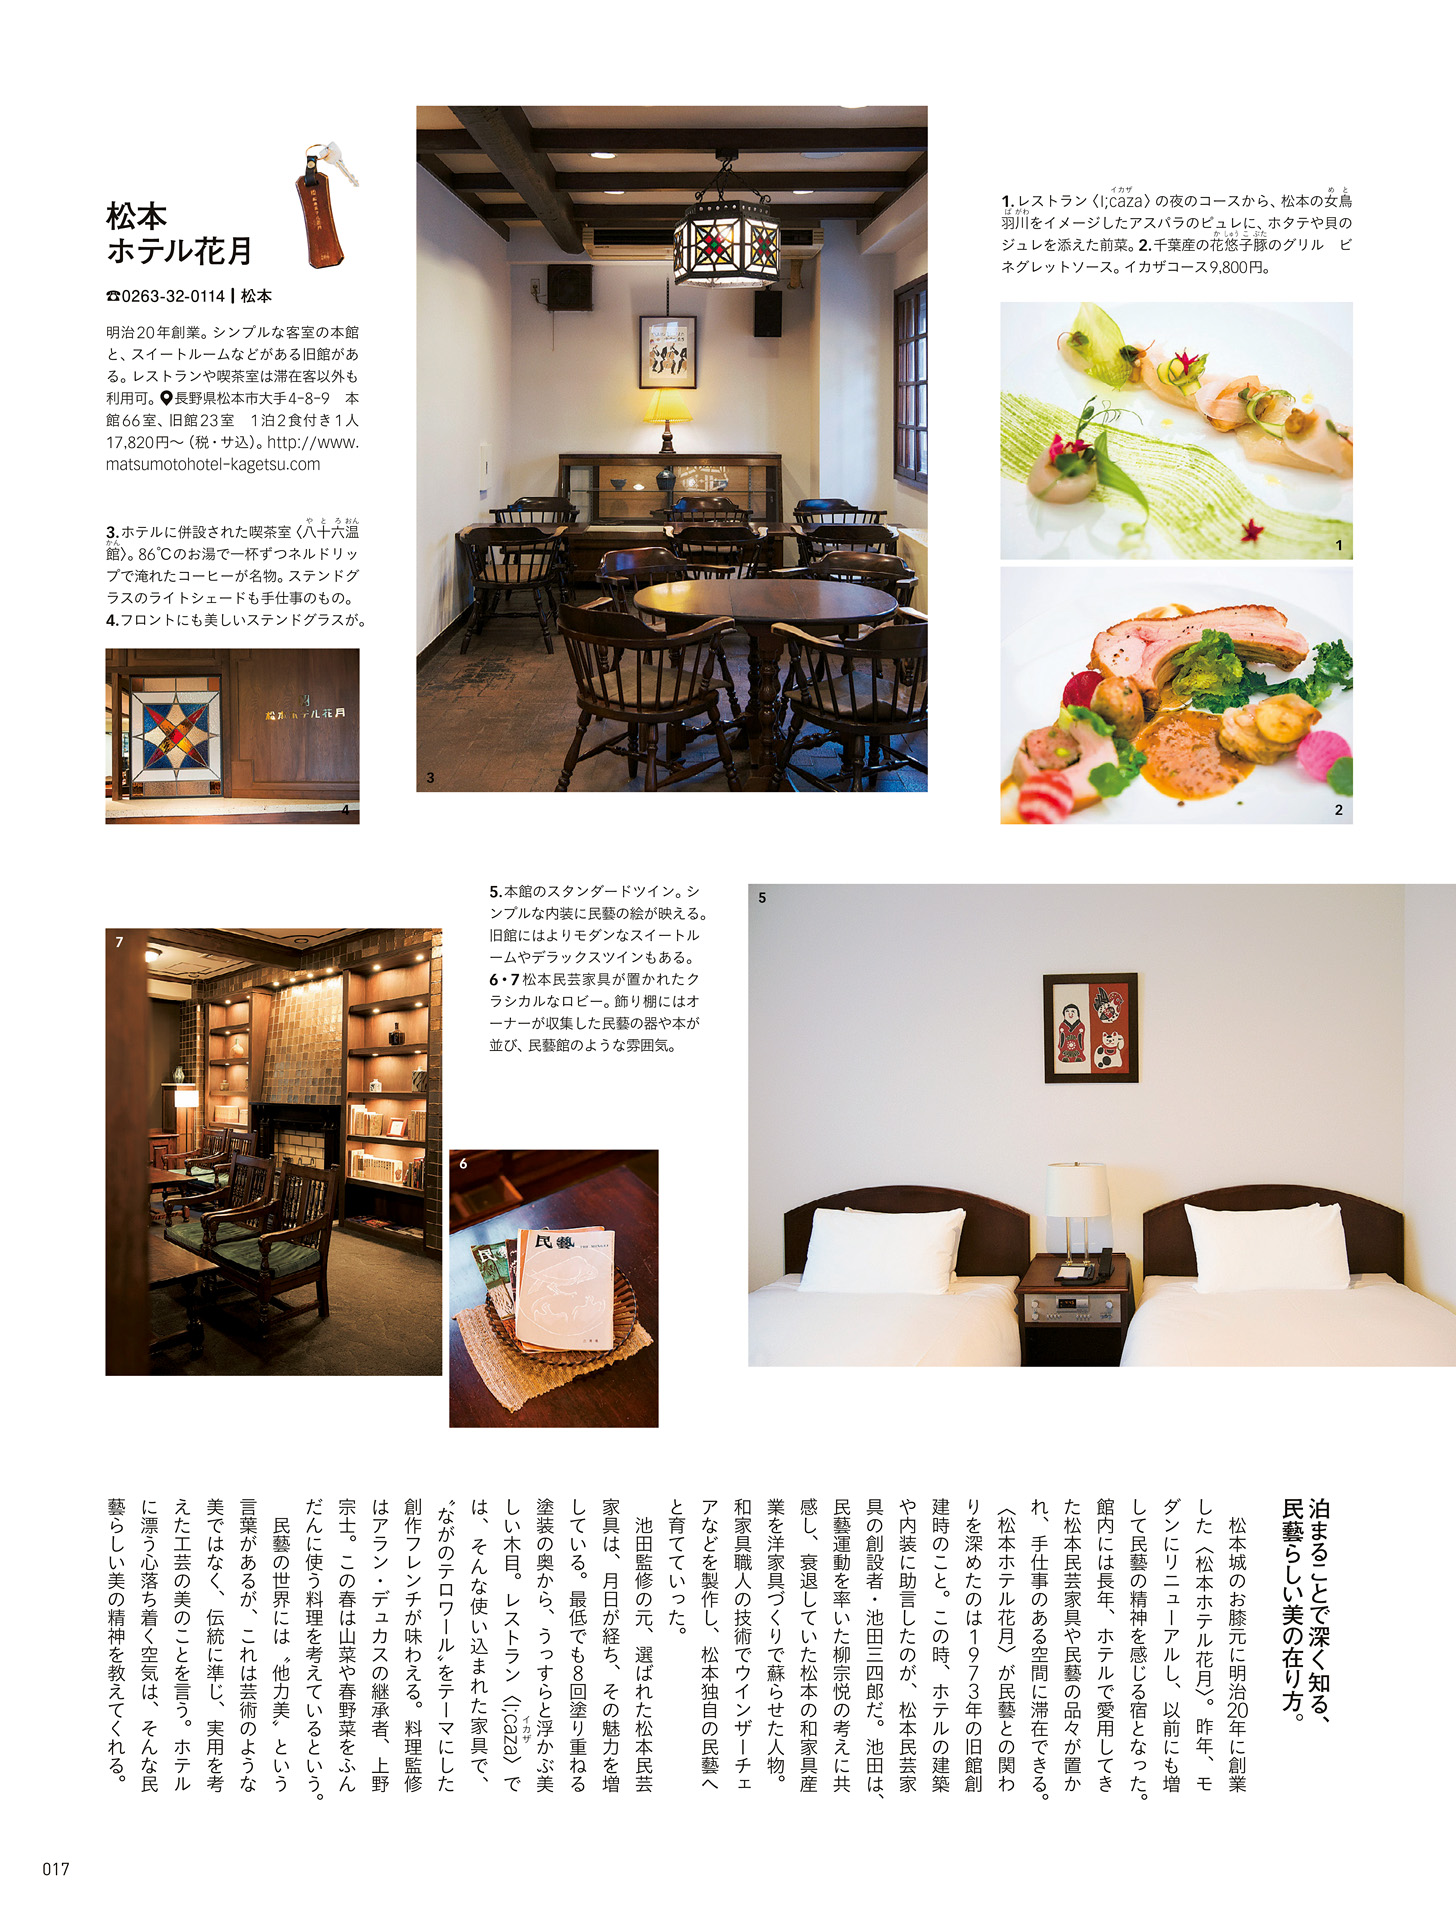 松本
ホテル花月
☎0263-32-0114 | 松本
明治20年創業。シンプルな客室の本館
と、スイートルームなどがある旧館があ
る。レストランや喫茶室は滞在客以外も
利用可。長野県松本市大手4-8-9　本
館66室、旧館23室　1泊2食付き1人
17,820円〜（税・サ込）。http://www.
matsumotohotel-kagetsu.com
3.ホテルに併設された喫茶室〈八十六温
館〉。86℃のお湯で一杯ずつネルドリッ
プで淹れたコーヒーが名物。ステンドグ
ラスのライトシェードも手仕事のもの。
4.フロントにも美しいステンドグラスが。
松本ホテル花月
4
3
1.レストラン〈I;caza〉の夜のコースから、松本の女鳥
羽川をイメージしたアスパラのピュレに、ホタテや貝の
ジュレを添えた前菜。2.千葉産の花悠子豚のグリル　ビ
ネグレットソース。イカザコース9,800円。
1
2
7
5.本館のスタンダードツイン。シ
ンプルな内装に民藝の絵が映える。
旧館にはよりモダンなスイートル
ームやデラックスツインもある。
6・7松本民芸家具が置かれたク
ラシカルなロビー。飾り棚にはオ
ーナーが収集した民藝の器や本が
並び、民藝館のような雰囲気。
6
民藝
5
泊まることで深く知る、
民藝らしい美の在り方。
松本城のお膝元に明治20年に創業
した〈松本ホテル花月〉。昨年、モ
ダンにリニューアルし、以前にも増
して民藝の精神を感じる宿となった。
館内には長年、ホテルで愛用してき
た松本民芸家具や民藝の品々が置か
れ、手仕事のある空間に滞在できる。
〈松本ホテル花月〉が民藝との関わ
りを深めたのは1973年の旧館創
建時のこと。この時、ホテルの建築
や内装に助言したのが、松本民芸家
具の創設者・池田三四郎だ。池田は、
民藝運動を率いた柳宗悦の考えに共
感し、衰退していた松本の和家具産
業を洋家具づくりで蘇らせた人物。
和家具職人の技術でウインザーチェ
アなどを製作し、松本独自の民藝へ
と育てていった。
池田監修の元、選ばれた松本民芸
家具は、月日が経ち、その魅力を増
している。最低でも8回塗り重ねる
塗装の奥から、うっすらと浮かぶ美
しい木目。レストラン〈I;caza〉で
は、そんな使い込まれた家具で、
〝ながのテロワール〟をテーマにした
創作フレンチが味わえる。料理監修
はアラン・デュカスの継承者、上野
宗士。この春は山菜や春野菜をふん
だんに使う料理を考えているという。
民藝の世界には〝他力美〟という
言葉があるが、これは芸術のような
美ではなく、伝統に準じ、実用を考
えた工芸の美のことを言う。ホテル
に漂う心落ち着く空気は、そんな民
藝らしい美の精神を教えてくれる。
017